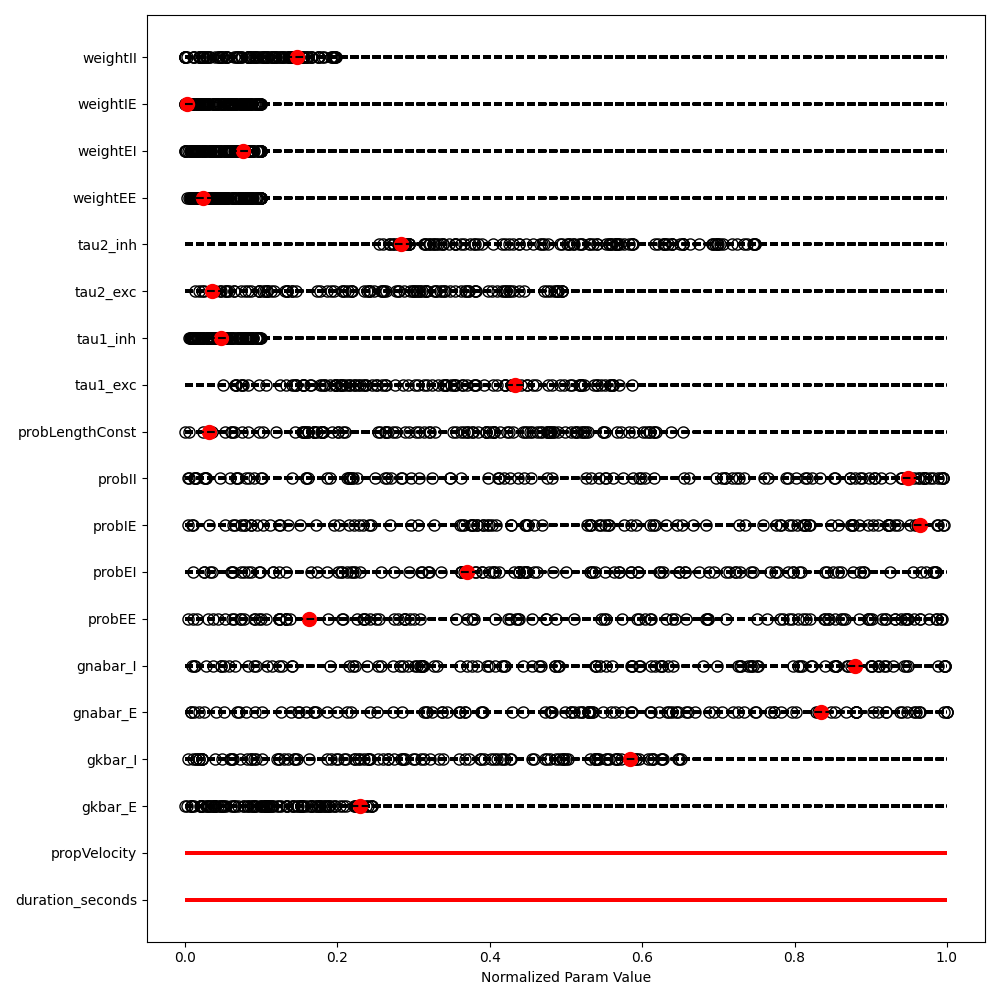 weightII
weightIE
weightEI
weightEE
tau2_inh
tau2_exc
tau1_inh
tau1_exc
probLengthConst
probII
probIE
probEI
probEE
gnabar_I
gnabar_E
gkbar_I
gkbar_E
propVelocity
duration_seconds
0.0 0.2 0.4 0.6 0.8 1.0
Normalized Param Value